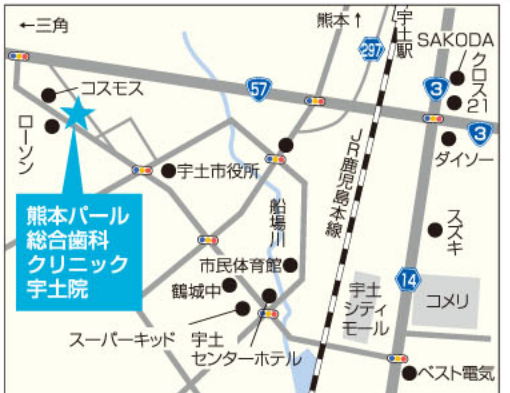 ←三角
熊本↑
宇土駅
297
SAKODA
クロス21
3
57
コスモス
ローソン
3
ダイソー
宇土市役所
JR鹿児島本線
船場川
熊本パール
総合歯科
クリニック
宇土院
スズキ
市民体育館
鶴城中
14
コメリ
宇土
シティ
モール
スーパーキッド
宇土
センターホテル
ベスト電気